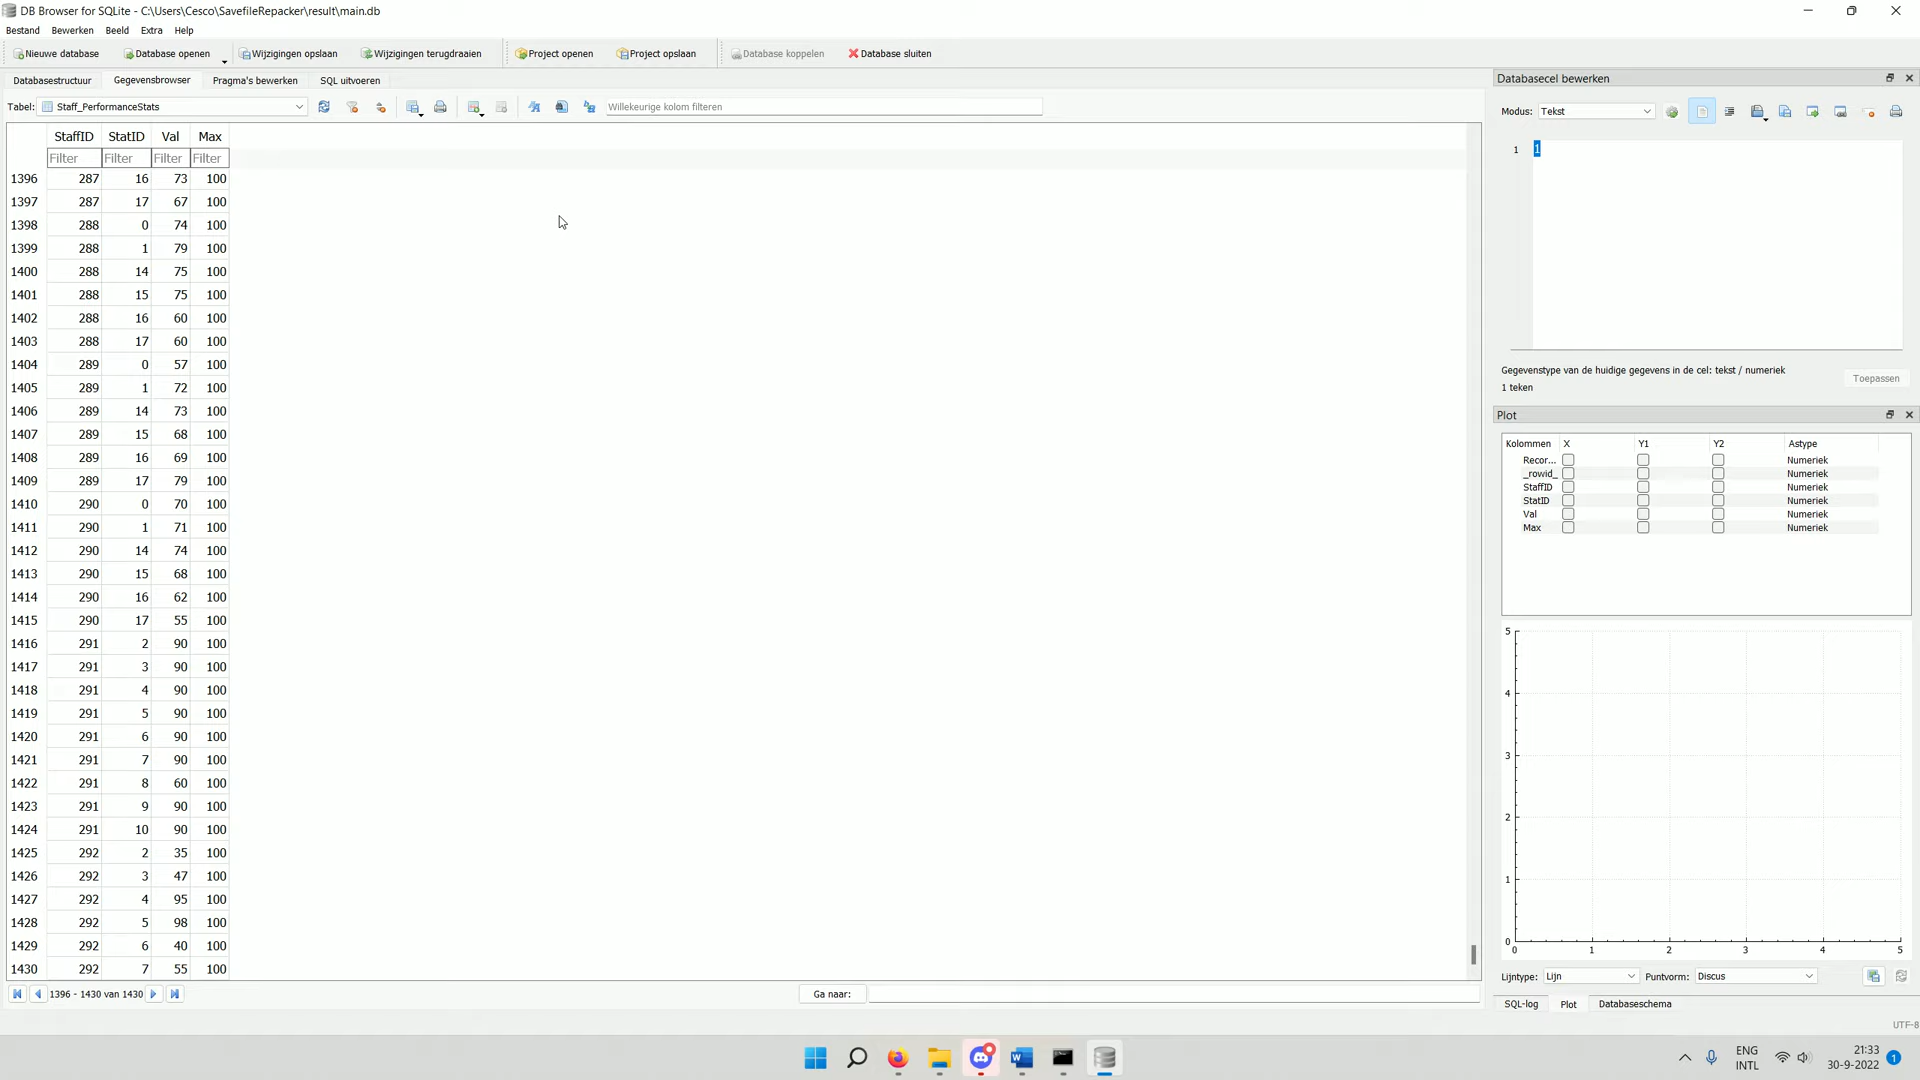 DB Browser for SQLite - C:\Users\Cesco\SavefileRepacker\result\main.db
Bestand Bewerken Beeld Extra Help
Nieuwe database Database openen Wijzigingen opslaan Wijzigingen terugdraaien Project openen Project opslaan Database koppelen Database sluiten
Databasestructuur Gegevensbrowser Pragma's bewerken SQL uitvoeren
Tabel: Staff_PerformanceStats Willekeurige kolom filteren
StaffID StatID Val Max
Filter Filter Filter Filter
1396 287 16 73 100
1397 287 17 67 100
1398 288 0 74 100
1399 288 1 79 100
1400 288 14 75 100
1401 288 15 75 100
1402 288 16 60 100
1403 288 17 60 100
1404 289 0 57 100
1405 289 1 72 100
1406 289 14 73 100
1407 289 15 68 100
1408 289 16 69 100
1409 289 17 79 100
1410 290 0 70 100
1411 290 1 71 100
1412 290 14 74 100
1413 290 15 68 100
1414 290 16 62 100
1415 290 17 55 100
1416 291 2 90 100
1417 291 3 90 100
1418 291 4 90 100
1419 291 5 90 100
1420 291 6 90 100
1421 291 7 90 100
1422 291 8 60 100
1423 291 9 90 100
1424 291 10 90 100
1425 292 2 35 100
1426 292 3 47 100
1427 292 4 95 100
1428 292 5 98 100
1429 292 6 40 100
1430 292 7 55 100
1396 - 1430 van 1430 Ga naar:
Databasecel bewerken
Modus: Tekst
1 1
Gegevenstype van de huidige gegevens in de cel: tekst / numeriek
1 teken
Toepassen
Plot
Kolommen X Y1 Y2 Astype
Recor... Numeriek
_rowid_ Numeriek
StaffID Numeriek
StatID Numeriek
Val Numeriek
Max Numeriek
5
4
3
2
1
0
0 1 2 3 4 5
Lijntype: Lijn Puntvorm: Discus
SQL-log Plot Databaseschema
UTF-8
ENG
INTL
21:33
30-9-2022
1